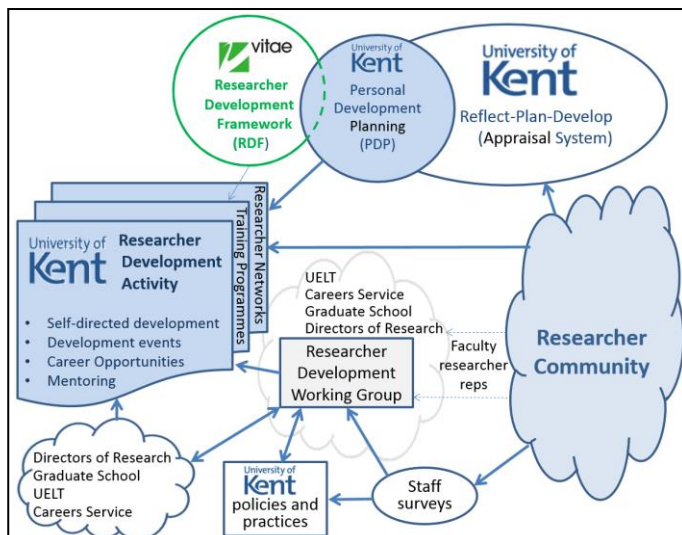 vitae
Researcher
Development
Framework
(RDF)
University of
Kent
Personal
Development
Planning
(PDP)
University of
Kent
Reflect-Plan-Develop
(Appraisal System)
Researcher Networks
Training Programmes
University of
Kent
Researcher
Development
Activity
• Self-directed development
• Development events
• Career Opportunities
• Mentoring
UELT
Careers Service
Graduate School
Directors of Research
Researcher
Development
Working Group
Faculty
researcher
reps
Researcher
Community
Directors of Research
Graduate School
UELT
Careers Service
University of
Kent
policies and
practices
Staff
surveys